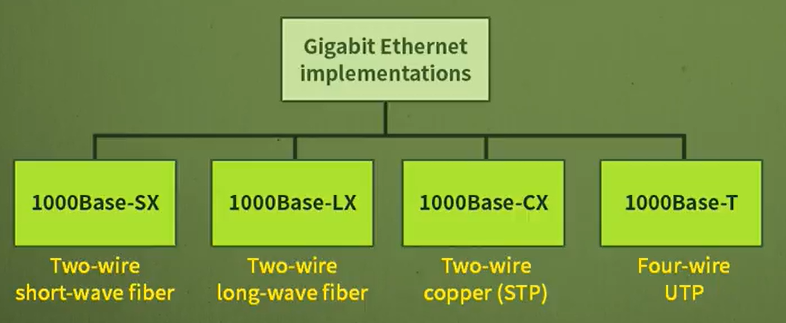 Gigabit Ethernet
implementations
1000Base-SX
1000Base-LX
1000Base-CX
1000Base-T
Two-wire
short-wave fiber
Two-wire
long-wave fiber
Two-wire
copper (STP)
Four-wire
UTP